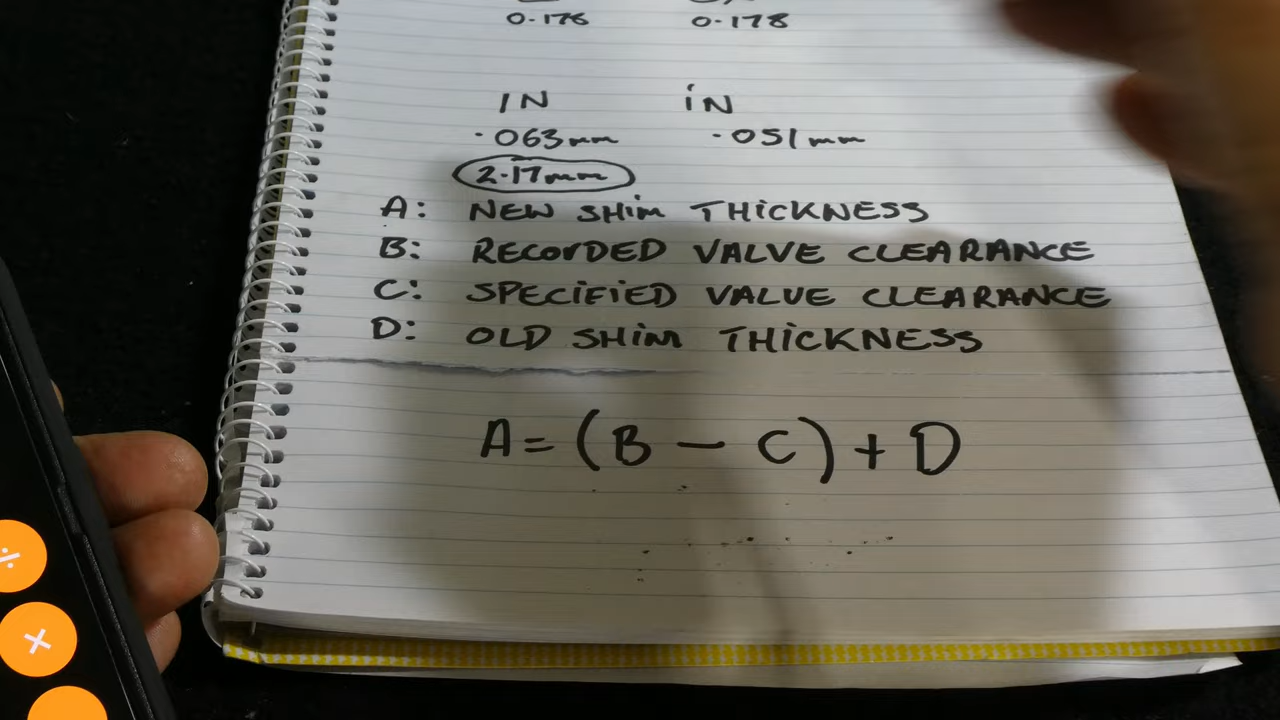 0.176 0.178
IN iN
.063mm .051mm
2.17mm
A: NEW SHIM THICKNESS
B: RECORDED VALVE CLEARANCE
C: SPECIFIED VALVE CLEARANCE
D: OLD SHIM THICKNESS
A=(B-C)+D
÷
×